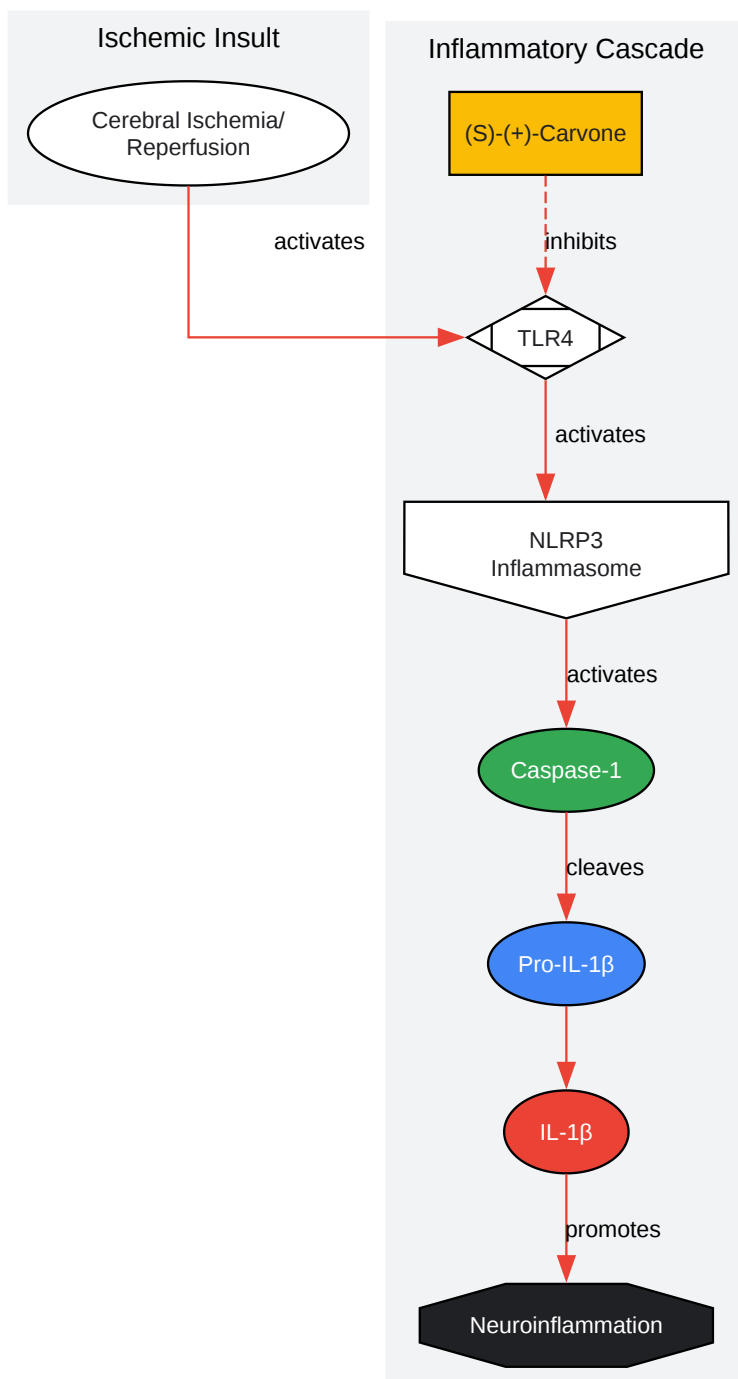 Ischemic Insult
Cerebral Ischemia/
Reperfusion
activates
Inflammatory Cascade
(S)-(+)-Carvone
inhibits
TLR4
activates
NLRP3
Inflammasome
activates
Caspase-1
cleaves
Pro-IL-1β
IL-1β
promotes
Neuroinflammation